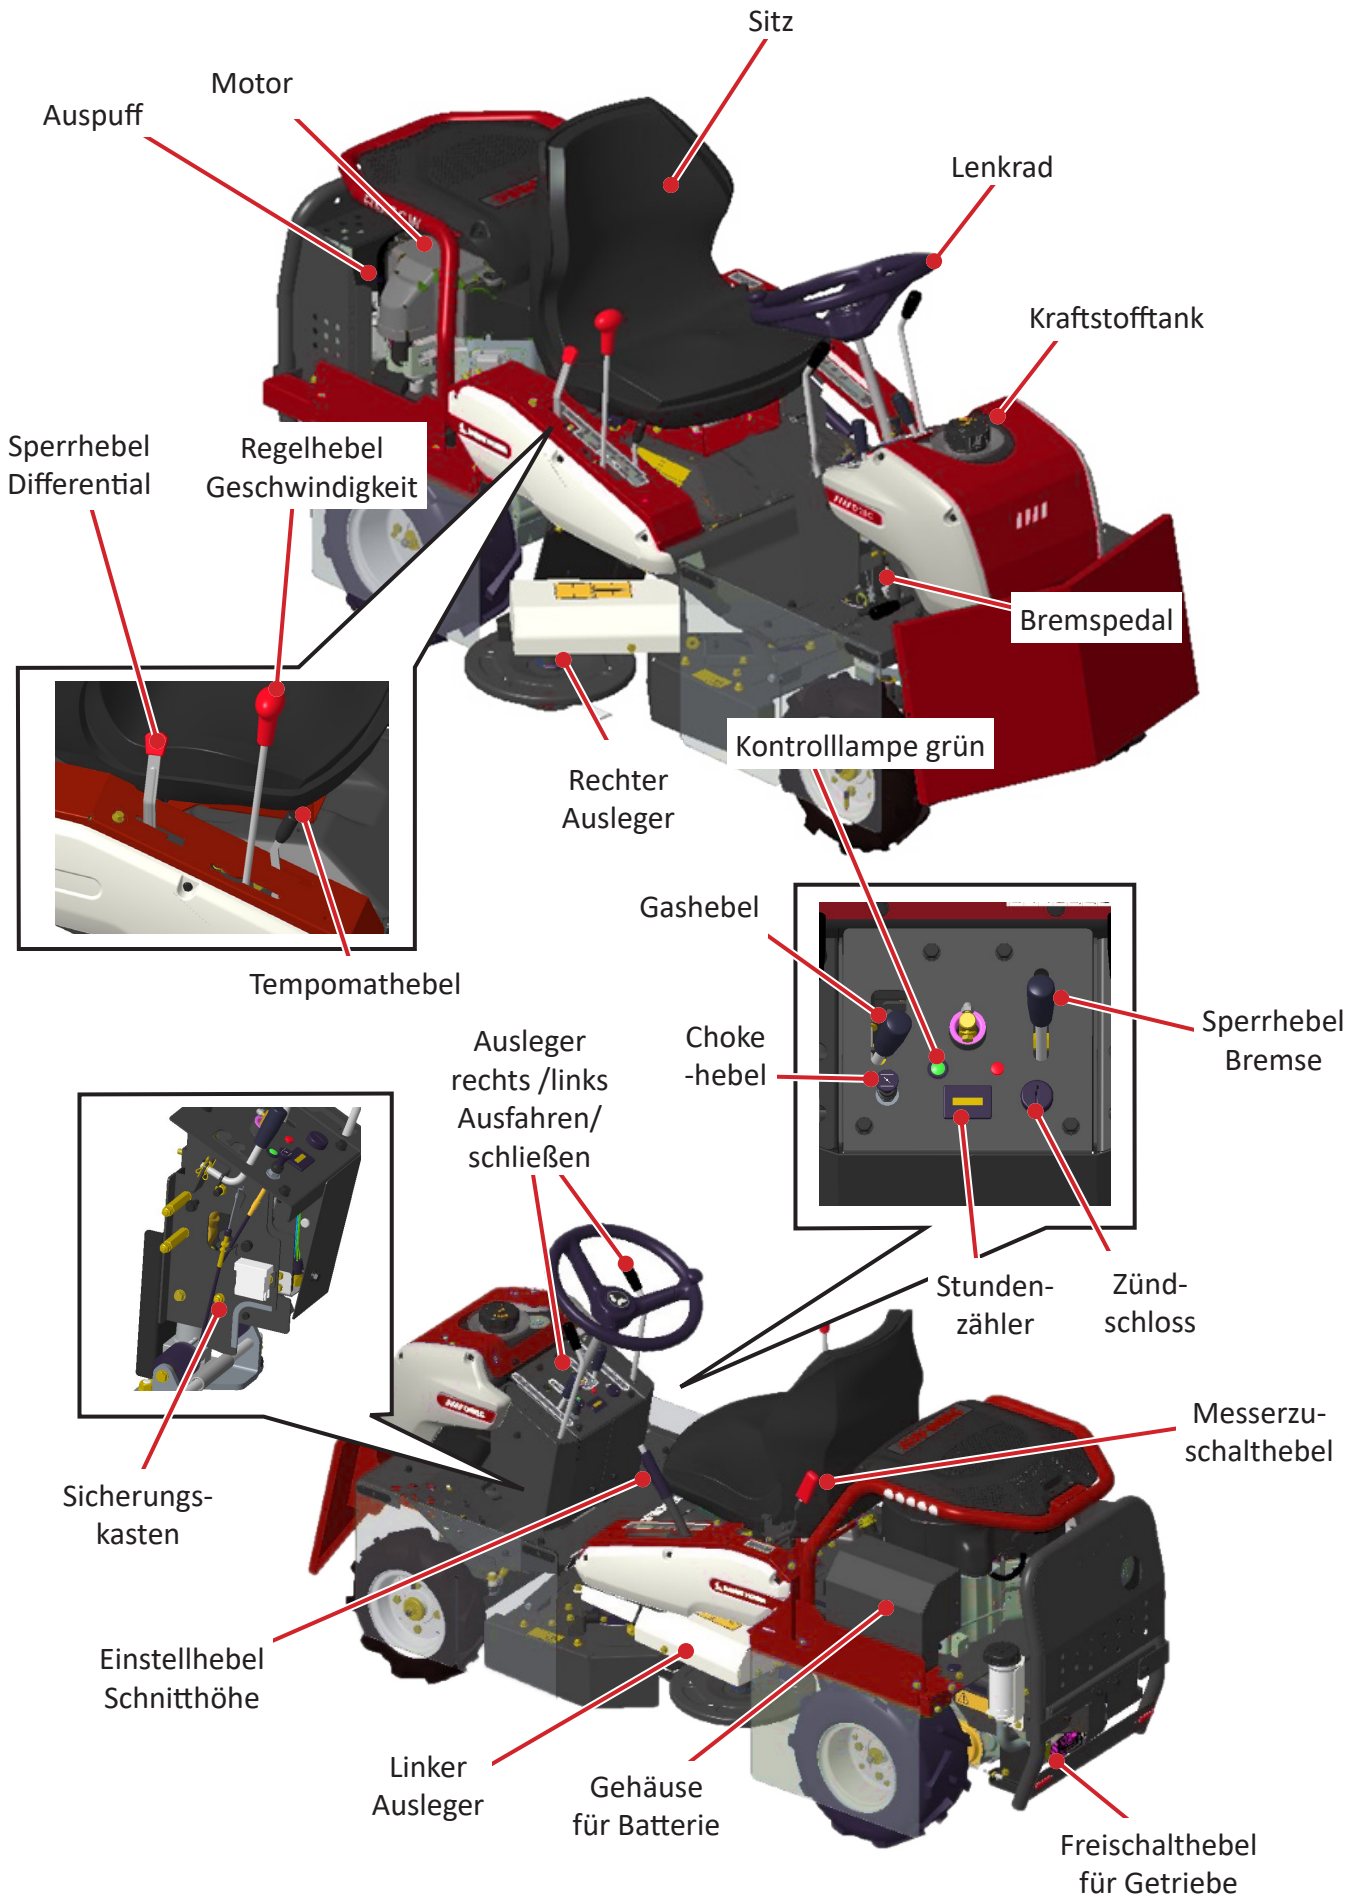 Sitz
Motor
Auspuff
Lenkrad
Kraftstofftank
Sperrhebel
Differential
Regelhebel
Geschwindigkeit
Bremspedal
Kontrolllampe grün
Rechter
Ausleger
Gashebel
Tempomathebel
Sperrhebel
Bremse
Choke
-hebel
Ausleger
rechts /links
Ausfahren/
schließen
Stunden-
zähler
Zünd-
schloss
Messerzu-
schalthebel
Sicherungs-
kasten
Einstellhebel
Schnitthöhe
Linker
Ausleger
Gehäuse
für Batterie
Freischalthebel
für Getriebe